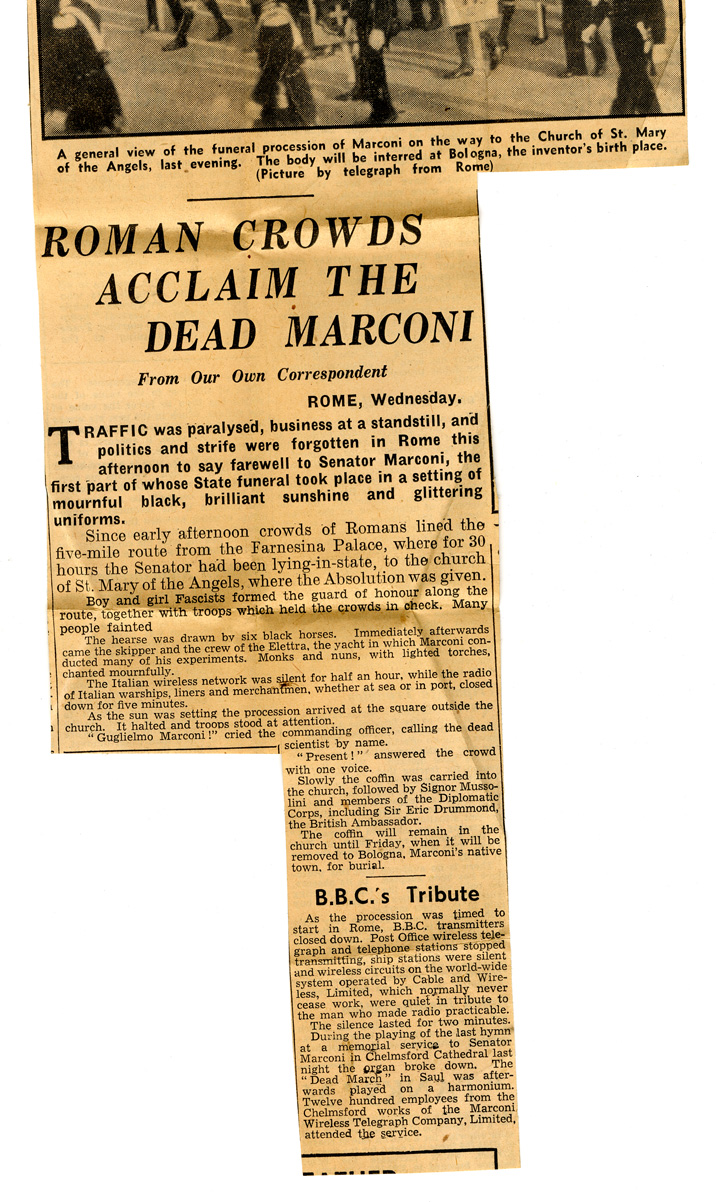 A general view of the funeral procession of Marconi on the way to the Church of St. Mary
of the Angels, last evening. The body will be interred at Bologna, the inventor's birth place.
(Picture by telegraph from Rome)
ROMAN CROWDS
ACCLAIM THE
DEAD MARCONI
From Our Own Correspondent
ROME, Wednesday.
TRAFFIC was paralysed, business at a standstill, and
politics and strife were forgotten in Rome this
afternoon to say farewell to Senator Marconi, the
first part of whose State funeral took place in a setting of
mournful black, brilliant sunshine and glittering
uniforms.
Since early afternoon crowds of Romans lined the
five-mile route from the Farnesina Palace, where for 30
hours the Senator had been lying-in-state, to the church
of St. Mary of the Angels, where the Absolution was given.
Boy and girl Fascists formed the guard of honour along the
route, together with troops which held the crowds in check. Many
people fainted
The hearse was drawn by six black horses. Immediately afterwards
came the skipper and the crew of the Elettra, the yacht in which Marconi con-
ducted many of his experiments. Monks and nuns, with lighted torches,
chanted mournfully.
The Italian wireless network was silent for half an hour, while the radio
of Italian warships, liners and merchantmen, whether at sea or in port, closed
down for five minutes.
As the sun was setting the procession arrived at the square outside the
church. It halted and troops stood at attention.
"Guglielmo Marconi!" cried the commanding officer, calling the dead
scientist by name.
"Present!" answered the crowd
with one voice.
Slowly the coffin was carried into
the church, followed by Signor Musso-
lini and members of the Diplomatic
Corps, including Sir Eric Drummond,
the British Ambassador.
The coffin will remain in the
church until Friday, when it will be
removed to Bologna, Marconi's native
town, for burial.
B.B.C.'s Tribute
As the procession was timed to
start in Rome, B.B.C. transmitters
closed down. Post Office wireless tele-
graph and telephone stations stopped
transmitting, ship stations were silent
and wireless circuits on the world-wide
system operated by Cable and Wire-
less, Limited, which normally never
cease work, were quiet in tribute to
the man who made radio practicable.
The silence lasted for two minutes.
During the playing of the last hymn
at a memorial service to Senator
Marconi in Chelmsford Cathedral last
night the organ broke down. The
"Dead March" in Saul was after-
wards played on a harmonium.
Twelve hundred employees from the
Chelmsford works of the Marconi
Wireless Telegraph Company, Limited,
attended the service.